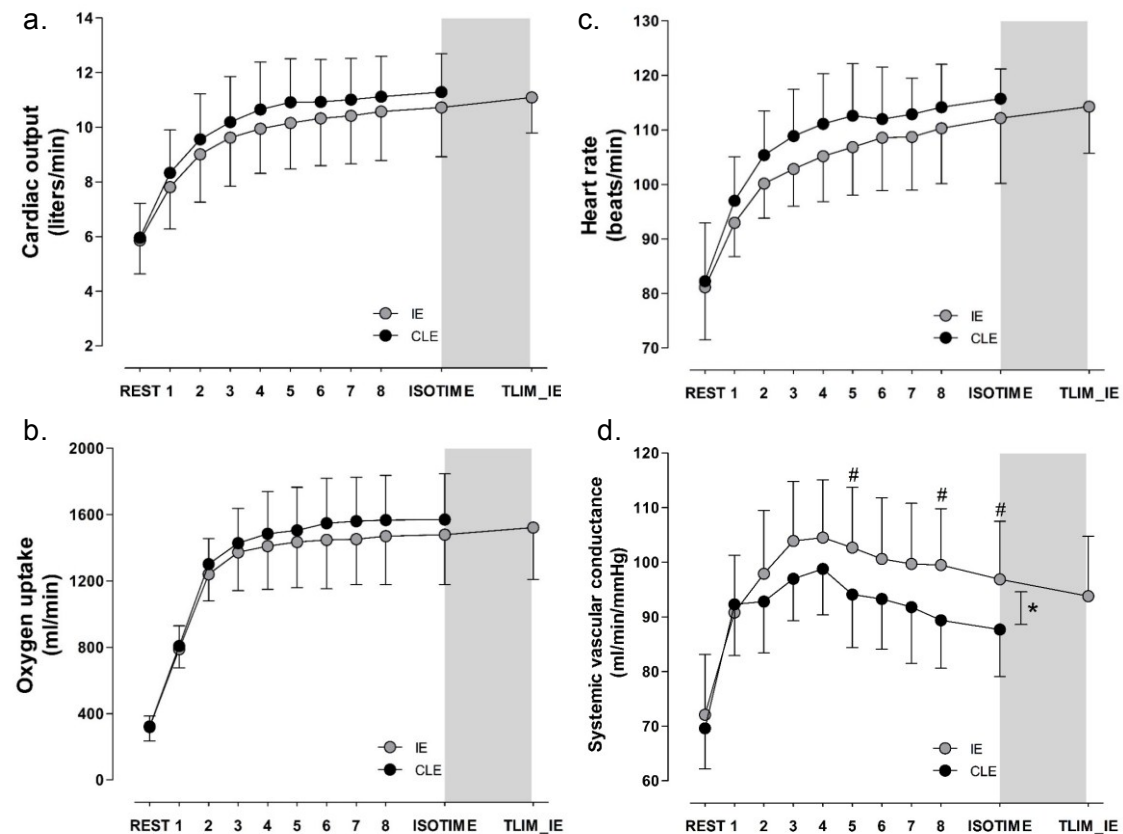 a.
Cardiac output
(liters/min)
14
12
10
8
6
4
2
IE
CLE
REST 1 2 3 4 5 6 7 8 ISOTIME TLIM_IE
c.
Heart rate
(beats/min)
130
120
110
100
90
80
70
IE
CLE
REST 1 2 3 4 5 6 7 8 ISOTIME TLIM_IE
b.
Oxygen uptake
(ml/min)
2000
1600
1200
800
400
0
IE
CLE
REST 1 2 3 4 5 6 7 8 ISOTIME TLIM_IE
d.
Systemic vascular conductance
(ml/min/mmHg)
120
110
100
90
80
70
60
# # #
*
IE
CLE
REST 1 2 3 4 5 6 7 8 ISOTIME TLIM_IE